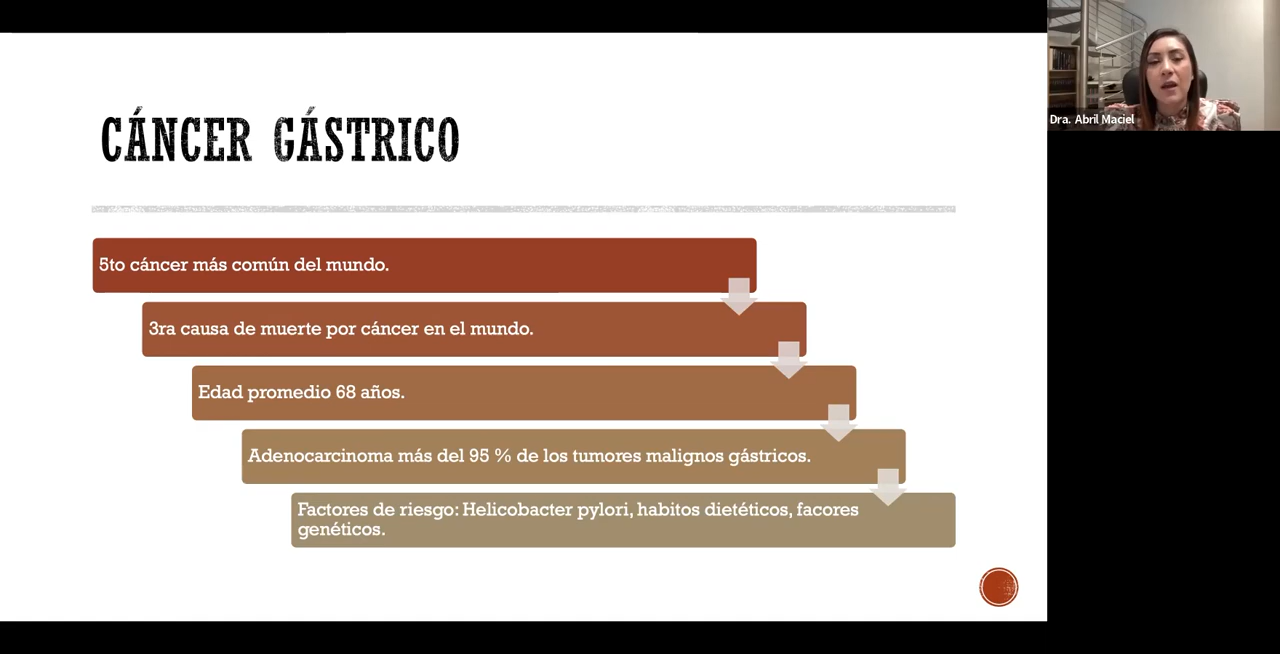 CÁNCER GÁSTRICO
5to cáncer más común del mundo.
3ra causa de muerte por cáncer en el mundo.
Edad promedio 68 años.
Adenocarcinoma más del 95 % de los tumores malignos gástricos.
Factores de riesgo: Helicobacter pylori, habitos dietéticos, facores
genéticos.
Dra. Abril Maciel